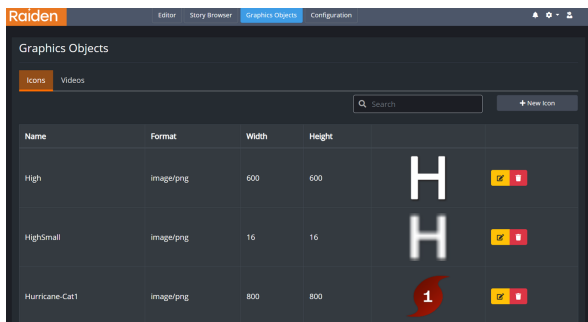 Raiden Editor Story Browser Graphics Objects Configuration
Graphics Objects
Icons Videos
Search + New Icon
Name Format Width Height
High image/png 600 600 H
HighSmall image/png 16 16 H
Hurricane-Cat1 image/png 800 800 1